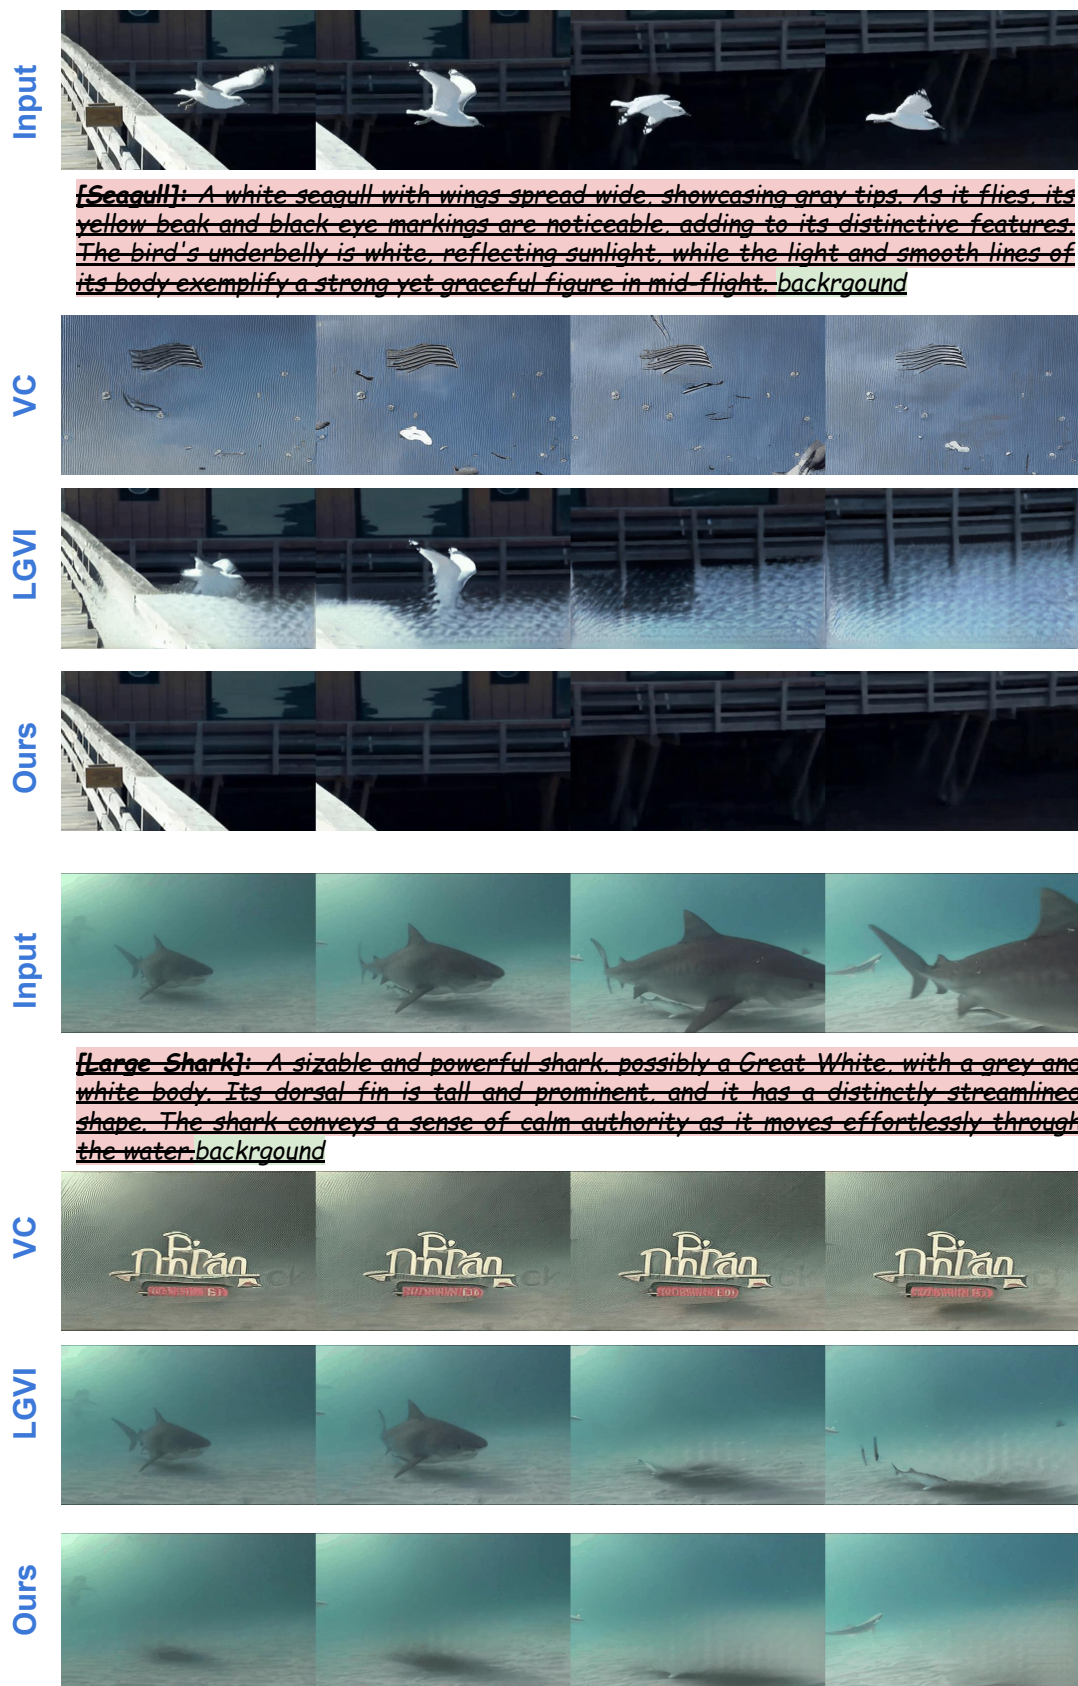 Input
[Seagull]: A white seagull with wings spread wide, showcasing gray tips. As it flies, its
yellow beak and black eye markings are noticeable, adding to its distinctive features.
The bird's underbelly is white, reflecting sunlight, while the light and smooth lines of
its body exemplify a strong yet graceful figure in mid-flight. backrgound
VC
LGVI
Ours
Input
[Large Shark]: A sizable and powerful shark, possibly a Great White, with a grey and
white body. Its dorsal fin is tall and prominent, and it has a distinctly streamlined
shape. The shark conveys a sense of calm authority as it moves effortlessly through
the water.backrgound
VC
LGVI
Ours